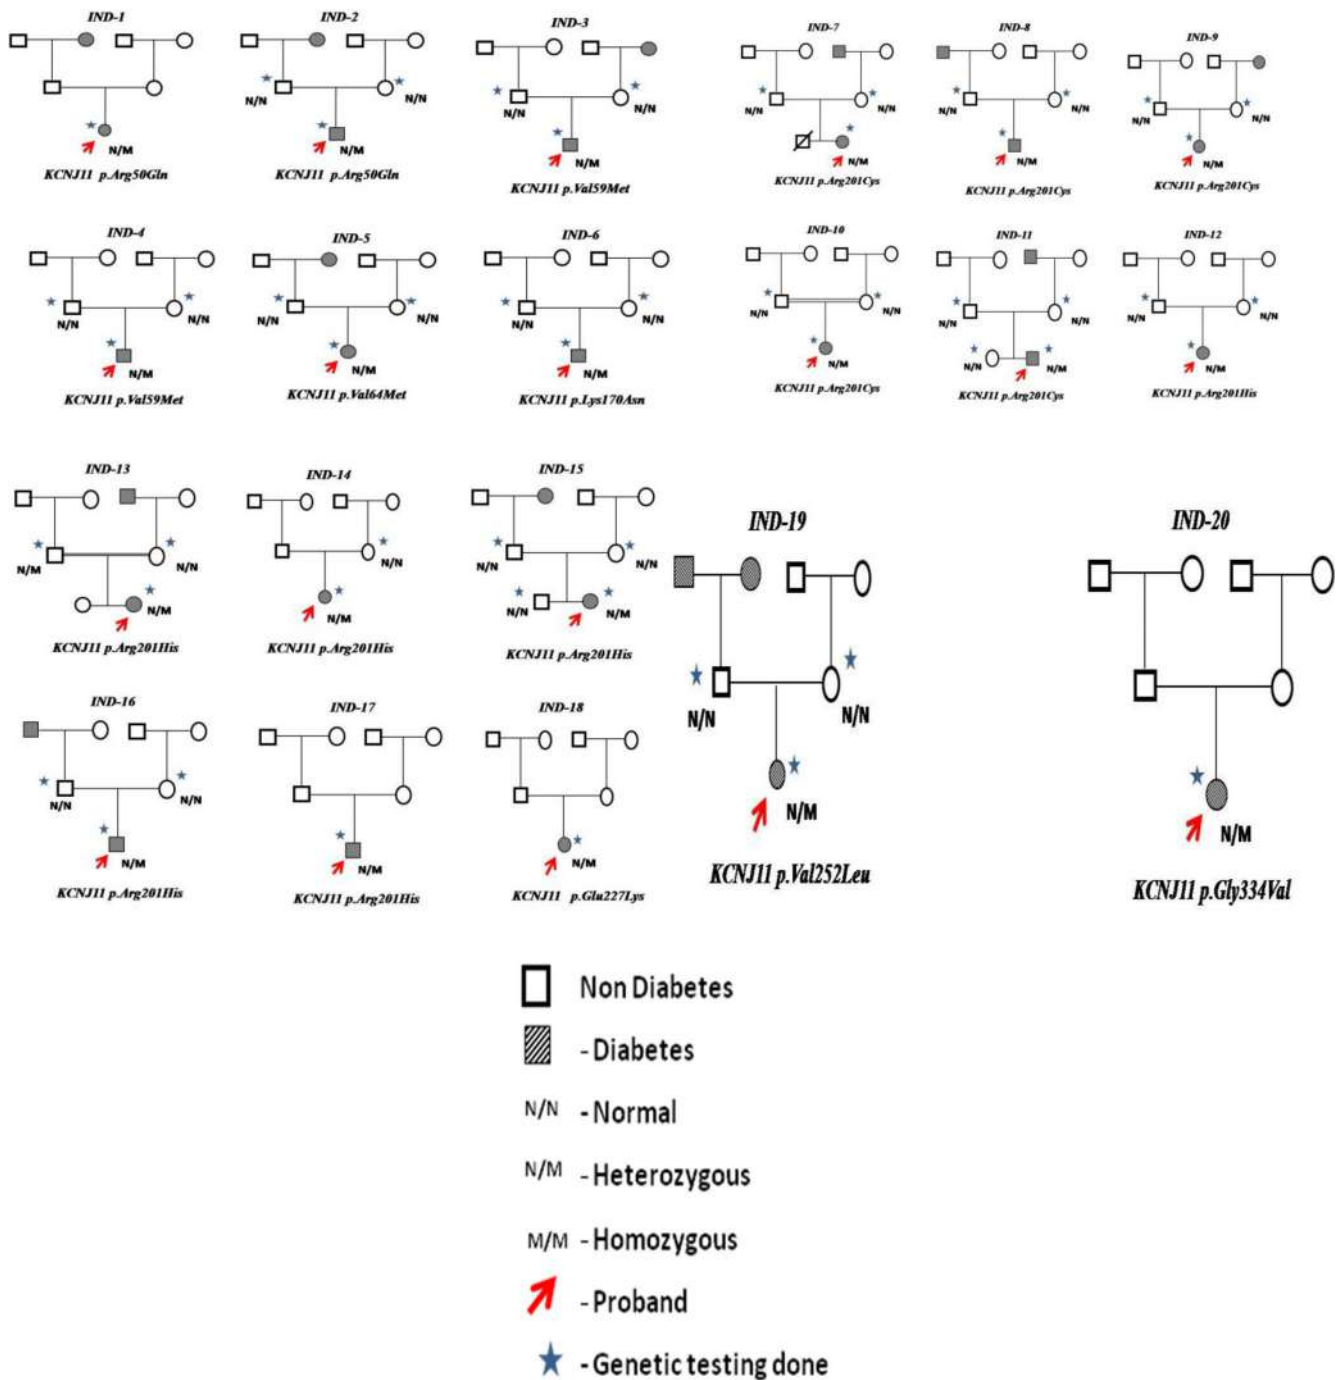 IND-1 IND-2 IND-3 IND-7 IND-8 IND-9
N/N N/N N/N N/N N/N N/N N/N N/N N/N N/N
N/M N/M N/M N/M N/M N/M
KCNJ11 p.Arg50Gln KCNJ11 p.Arg50Gln KCNJ11 p.Val59Met KCNJ11 p.Arg201Cys KCNJ11 p.Arg201Cys KCNJ11 p.Arg201Cys
IND-4 IND-5 IND-6 IND-10 IND-11 IND-12
N/N N/N N/N N/N N/N N/N N/N N/N N/N N/N N/N N/N
N/M N/M N/M N/M N/M N/M
KCNJ11 p.Val59Met KCNJ11 p.Val64Met KCNJ11 p.Lys170Asn KCNJ11 p.Arg201Cys KCNJ11 p.Arg201Cys KCNJ11 p.Arg201His
IND-13 IND-14 IND-15
N/M N/N N/N N/N N/N
N/M N/M N/N N/M
KCNJ11 p.Arg201His KCNJ11 p.Arg201His KCNJ11 p.Arg201His
IND-16 IND-17 IND-18
N/N N/N
N/M N/M N/M
KCNJ11 p.Arg201His KCNJ11 p.Arg201His KCNJ11 p.Glu227Lys
IND-19 IND-20
N/N N/N
N/M N/M
KCNJ11 p.Val252Leu KCNJ11 p.Gly334Val
Non Diabetes
- Diabetes
N/N - Normal
N/M - Heterozygous
M/M - Homozygous
- Proband
- Genetic testing done